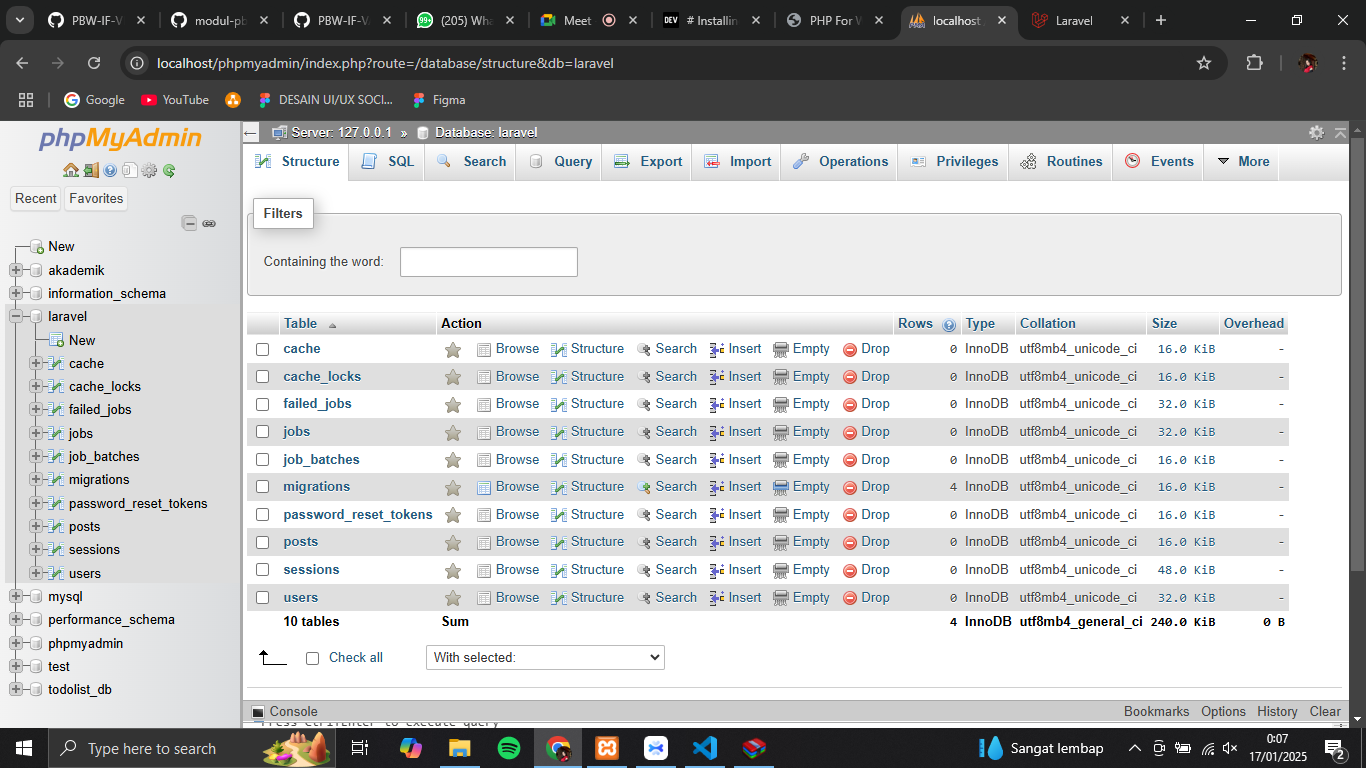 PBW-IF-V
modul-pb
PBW-IF-V
(205) Wha
Meet
# Installin
PHP For W
localhost
Laravel
localhost/phpmyadmin/index.php?route=/database/structure&db=laravel
Google
YouTube
DESAIN UI/UX SOCI...
Figma
phpMyAdmin
Recent
Favorites
New
akademik
information_schema
laravel
New
cache
cache_locks
failed_jobs
jobs
job_batches
migrations
password_reset_tokens
posts
sessions
users
mysql
performance_schema
phpmyadmin
test
todolist_db
Server: 127.0.0.1 » Database: laravel
Structure SQL Search Query Export Import Operations Privileges Routines Events More
Filters
Containing the word:
Table Action Rows Type Collation Size Overhead
cache Browse Structure Search Insert Empty Drop 0 InnoDB utf8mb4_unicode_ci 16.0 KiB -
cache_locks Browse Structure Search Insert Empty Drop 0 InnoDB utf8mb4_unicode_ci 16.0 KiB -
failed_jobs Browse Structure Search Insert Empty Drop 0 InnoDB utf8mb4_unicode_ci 32.0 KiB -
jobs Browse Structure Search Insert Empty Drop 0 InnoDB utf8mb4_unicode_ci 32.0 KiB -
job_batches Browse Structure Search Insert Empty Drop 0 InnoDB utf8mb4_unicode_ci 16.0 KiB -
migrations Browse Structure Search Insert Empty Drop 4 InnoDB utf8mb4_unicode_ci 16.0 KiB -
password_reset_tokens Browse Structure Search Insert Empty Drop 0 InnoDB utf8mb4_unicode_ci 16.0 KiB -
posts Browse Structure Search Insert Empty Drop 0 InnoDB utf8mb4_unicode_ci 16.0 KiB -
sessions Browse Structure Search Insert Empty Drop 0 InnoDB utf8mb4_unicode_ci 48.0 KiB -
users Browse Structure Search Insert Empty Drop 0 InnoDB utf8mb4_unicode_ci 32.0 KiB -
10 tables Sum 4 InnoDB utf8mb4_general_ci 240.0 KiB 0 B
Check all
With selected:
Console
Bookmarks Options History Clear
Press Ctrl+Enter to execute query
Type here to search
Sangat lembap
0:07
17/01/2025
2